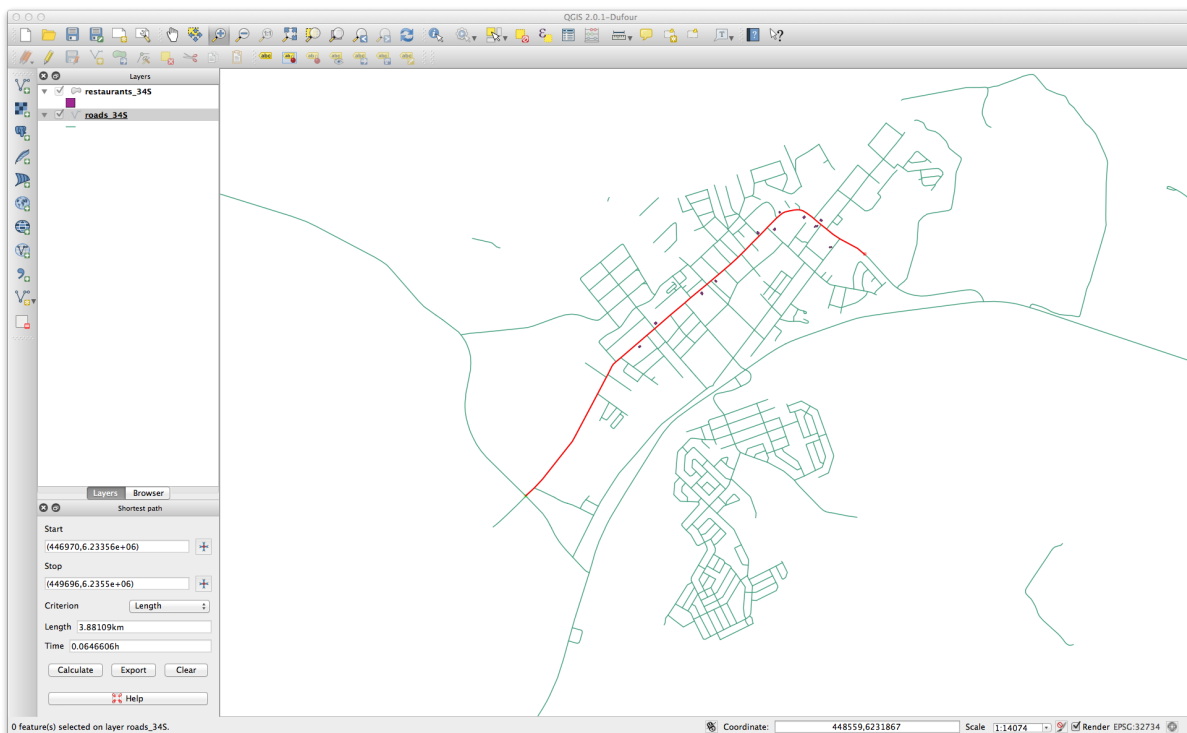 QGIS 2.0.1-Dufour
Layers
restaurants_34S
roads_34S
Layers Browser
Shortest path
Start
(446970,6.23356e+06)
Stop
(449696,6.2355e+06)
Criterion Length
Length 3.88109km
Time 0.0646606h
Calculate Export Clear
Help
0 feature(s) selected on layer roads_34S.
Coordinate: 448559,6231867 Scale 1:14074 Render EPSG:32734